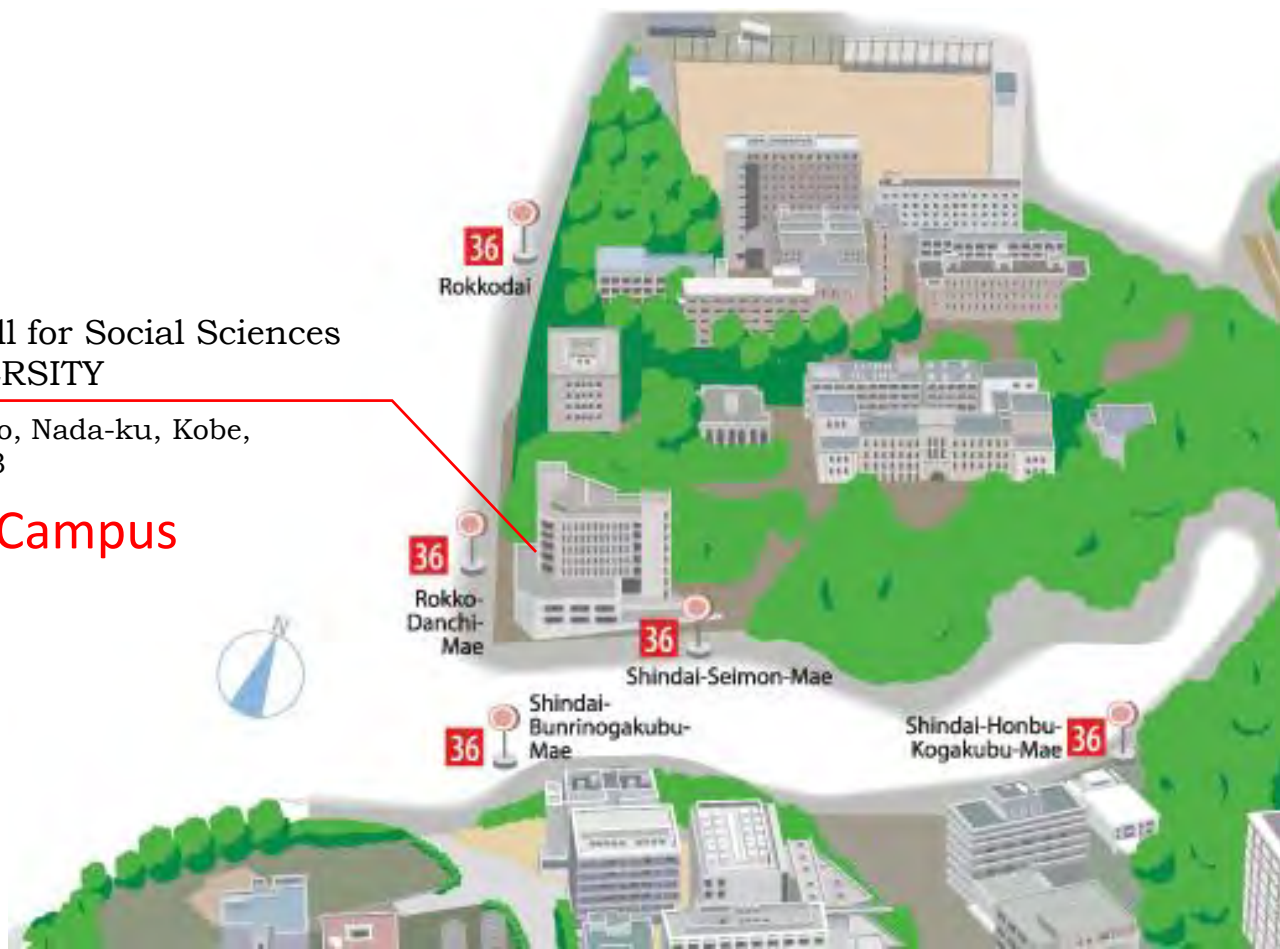 36
Rokkodai
ll for Social Sciences
RSITY
o, Nada-ku, Kobe,
Campus
36
Rokko-
Danchi-
Mae
N
36
Shindai-Seimon-Mae
36
Shindai-
Bunrinogakubu-
Mae
Shindai-Honbu-
Kogakubu-Mae 36